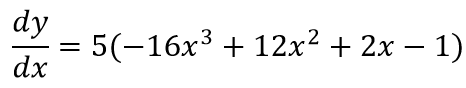 dy/dx = 5(−16x³ + 12x² + 2x − 1)